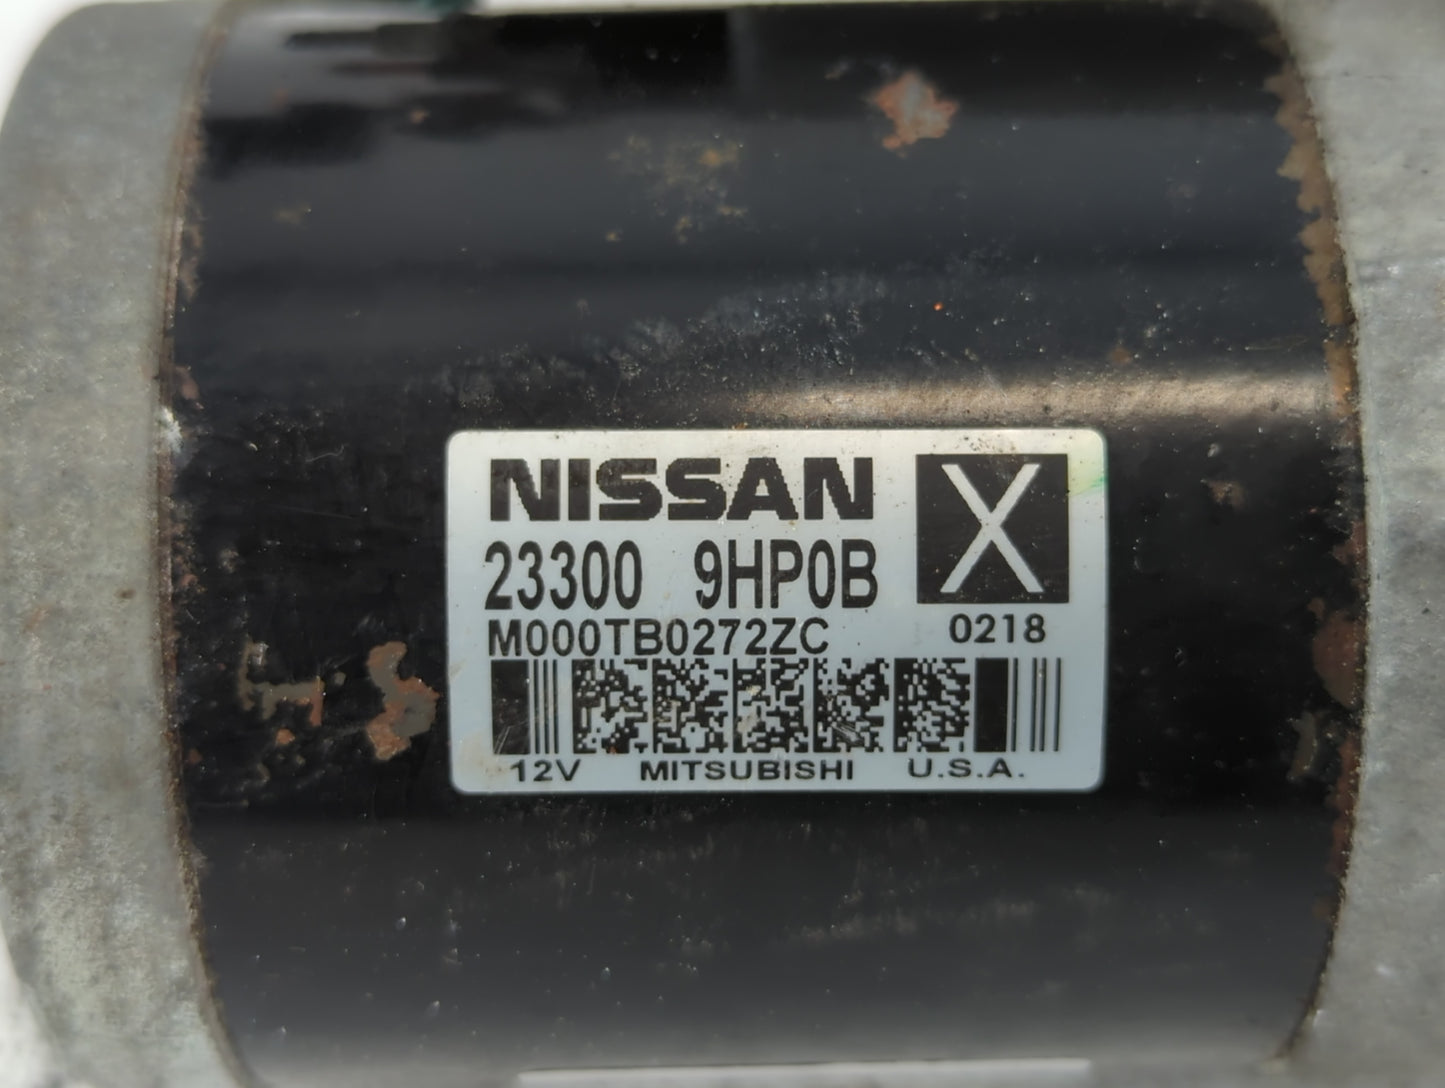 NISSAN X
23300 9HP0B
M000TB0272ZC 0218
12V MITSUBISHI U.S.A.